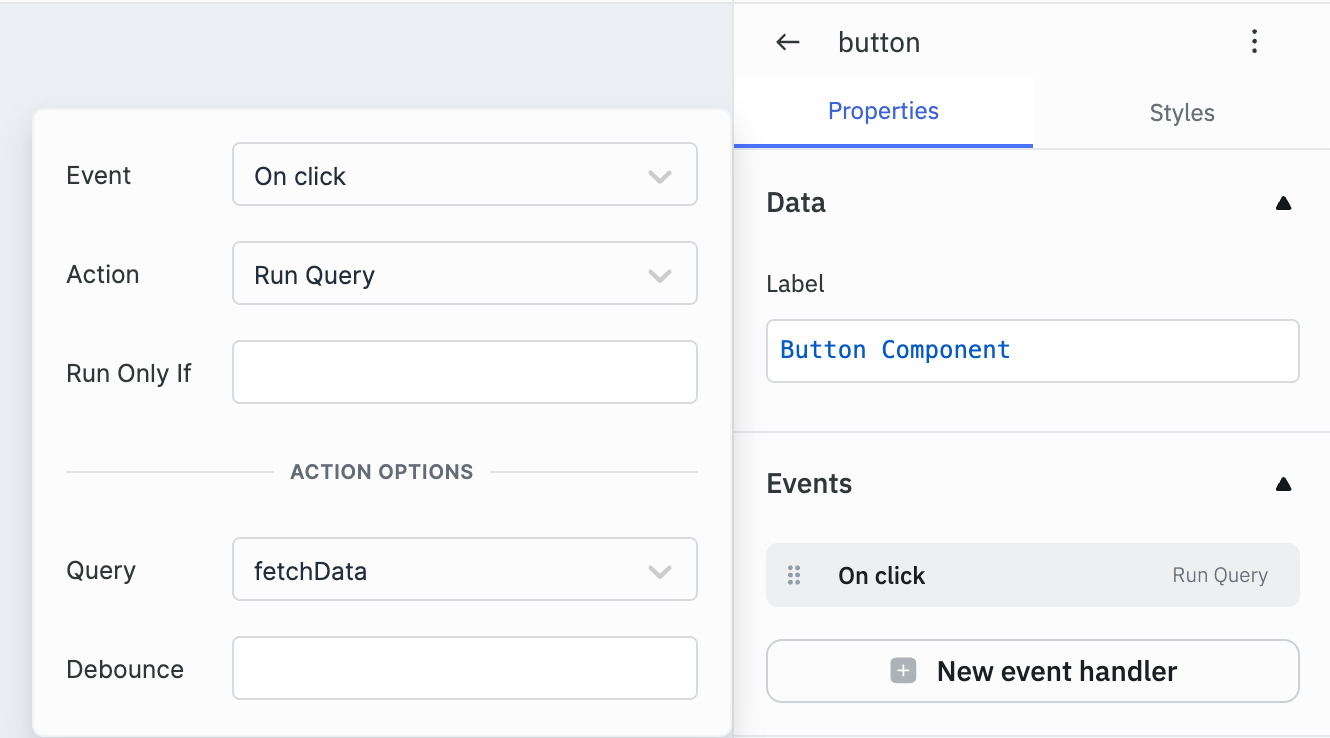 button
Properties
Styles
Data
Label
Button Component
Events
On click
Run Query
New event handler
Event
On click
Action
Run Query
Run Only If
ACTION OPTIONS
Query
fetchData
Debounce